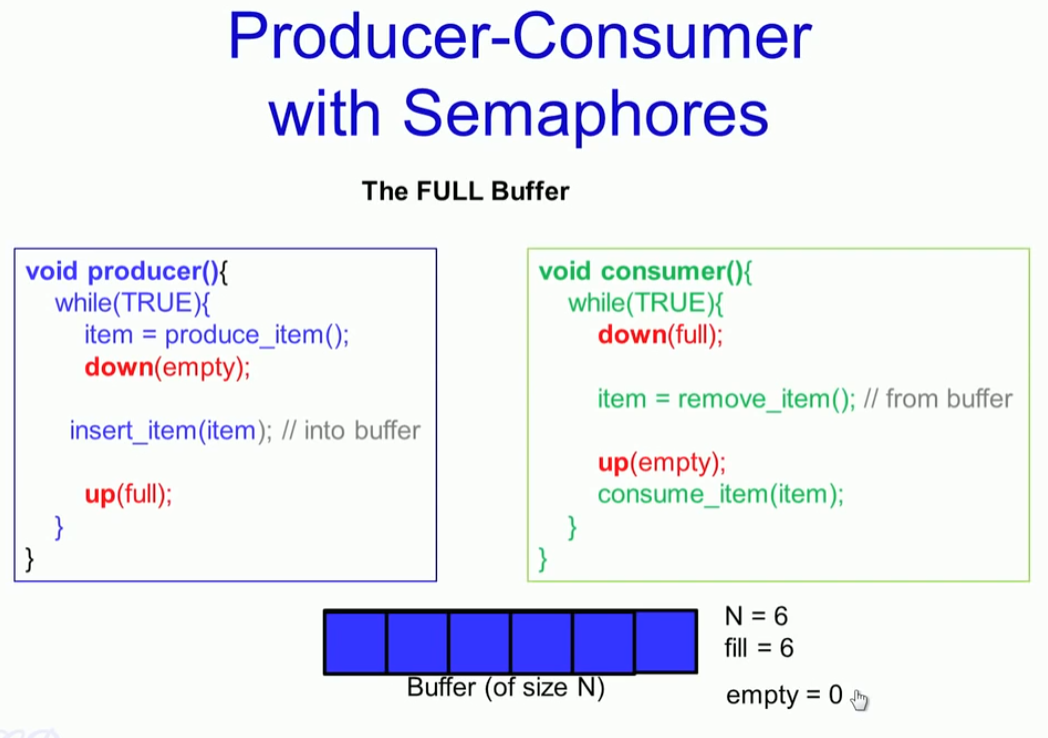 Producer-Consumer
with Semaphores
The FULL Buffer
void producer(){
while(TRUE){
item = produce_item();
down(empty);
insert_item(item); // into buffer
up(full);
}
}
void consumer(){
while(TRUE){
down(full);
item = remove_item(); // from buffer
up(empty);
consume_item(item);
}
}
Buffer (of size N)
N = 6
fill = 6
empty = 0